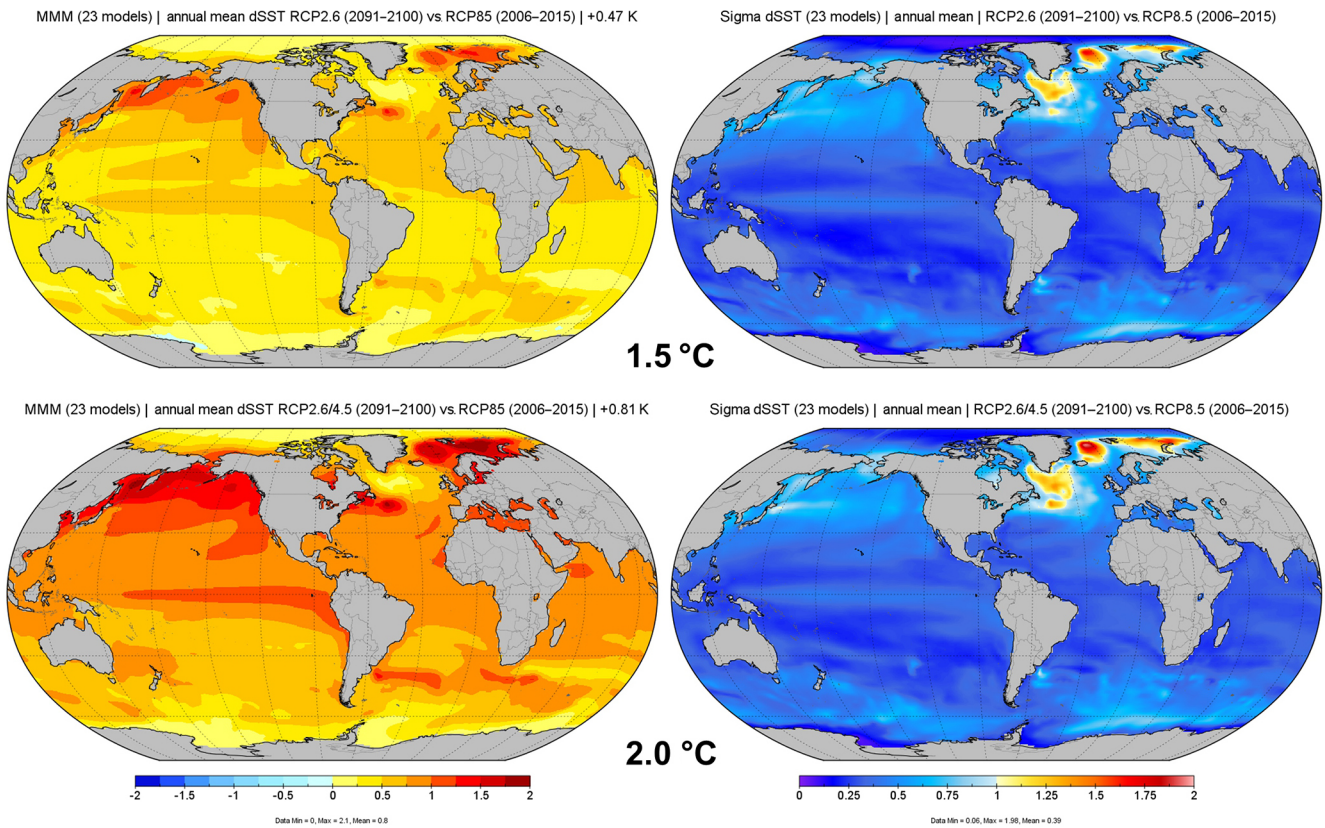 MMM (23 models) | annual mean dSST RCP2.6 (2091–2100) vs. RCP85 (2006–2015) | +0.47 K
Sigma dSST (23 models) | annual mean | RCP2.6 (2091–2100) vs. RCP8.5 (2006–2015)
1.5 °C
MMM (23 models) | annual mean dSST RCP2.6/4.5 (2091–2100) vs. RCP85 (2006–2015) | +0.81 K
Sigma dSST (23 models) | annual mean | RCP2.6/4.5 (2091–2100) vs. RCP8.5 (2006–2015)
2.0 °C
-2 -1.5 -1 -0.5 0 0.5 1 1.5 2
0 0.25 0.5 0.75 1 1.25 1.5 1.75 2
Data Min = 0, Max = 2.1, Mean = 0.8
Data Min = 0.06, Max = 1.98, Mean = 0.39